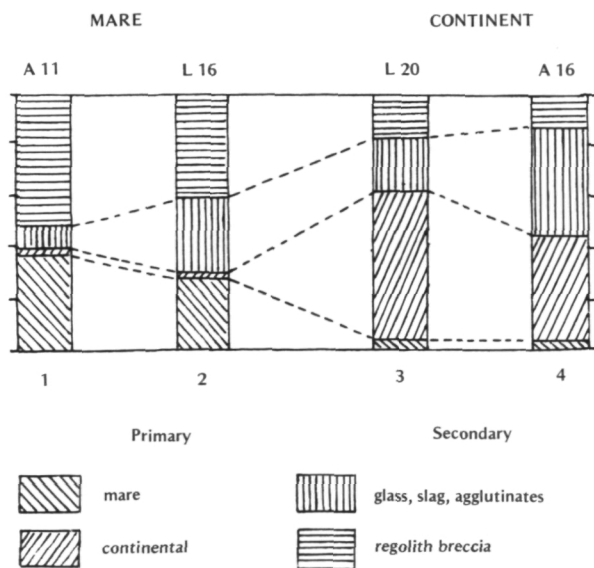 MARE CONTINENT
A 11 L 16 L 20 A 16
1 2 3 4
Primary Secondary
mare glass, slag, agglutinates
continental regolith breccia